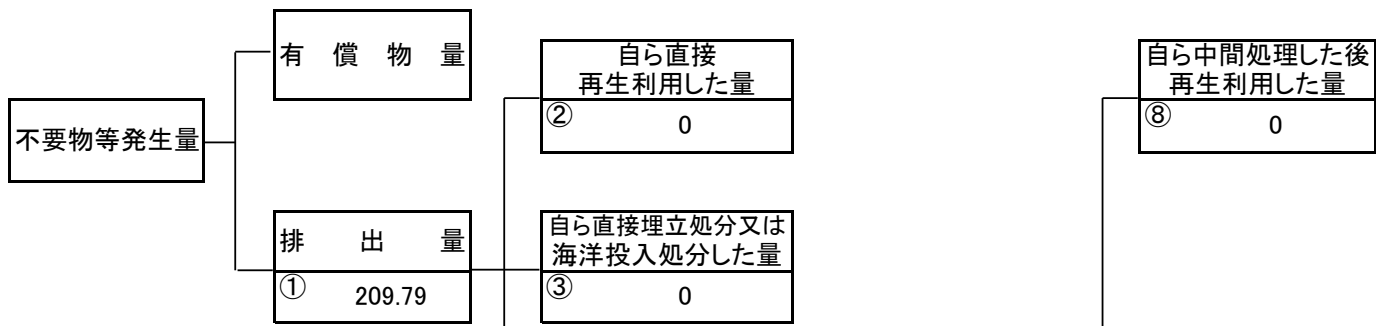 不要物等発生量
有償物量
排出量
① 209.79
自ら直接
再生利用した量
② 0
自ら直接埋立処分又は
海洋投入処分した量
③ 0
自ら中間処理した後
再生利用した量
⑧ 0